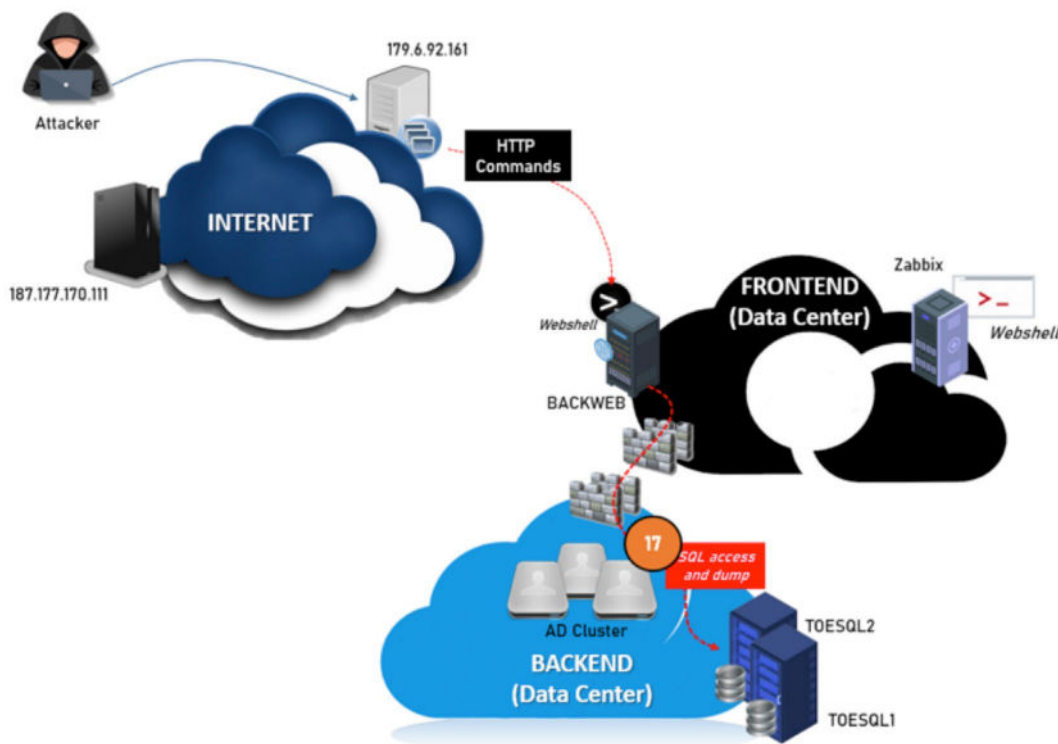 179.6.92.161
Attacker
HTTP
Commands
INTERNET
187.177.170.111
Zabbix
FRONTEND
(Data Center)
>_
Webshell
>_
Webshell
BACKWEB
17
SQL access
and dump
AD Cluster
TOESQL2
BACKEND
(Data Center)
TOESQL1